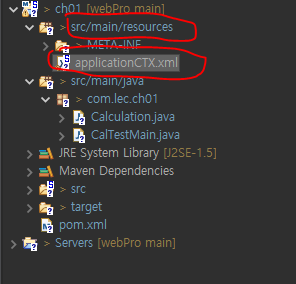 > ch01 [webPro main]
> src/main/resources
> META-INF
applicationCTX.xml
> src/main/java
> com.lec.ch01
> Calculation.java
> CalTestMain.java
JRE System Library [J2SE-1.5]
Maven Dependencies
> src
> target
pom.xml
> Servers [webPro main]